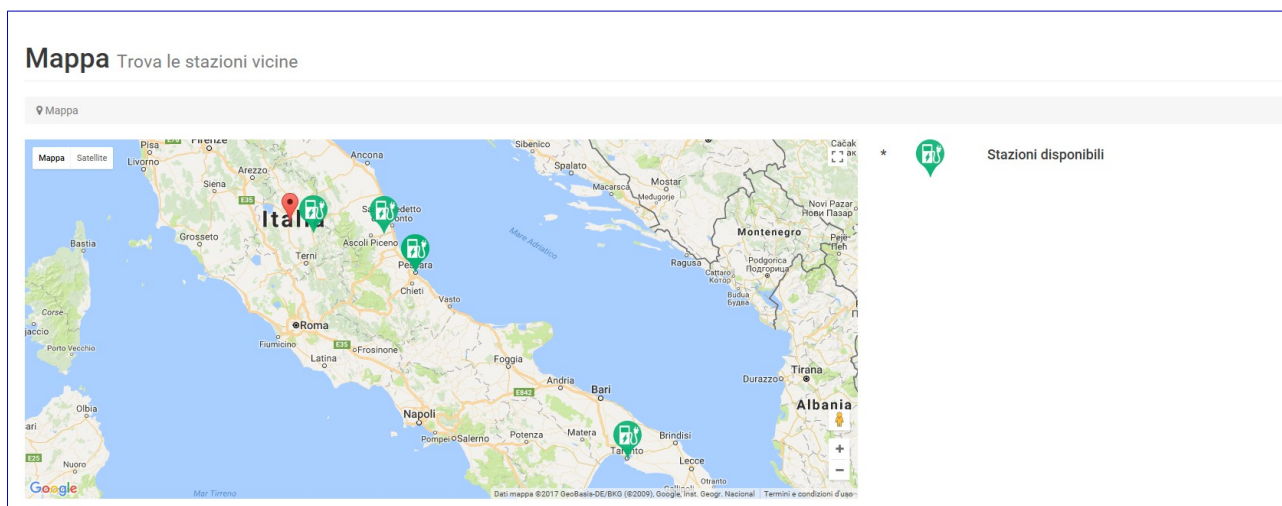 Mappa Trova le stazioni vicine
Mappa
Mappa Satellite
Pisa
Livorno
Ancona
Arezzo
Siena
E35
Italia
Ascoli Piceno
Grosseto
Terni
Bastia
Pescara
Chieti
Vasto
Corse
Roma
Fiumicino
Latina
E35
Frosinone
Porto Vecchio
Foggia
Andria
Bari
E842
Napoli
Pompei
Salerno
Potenza
Matera
Brindisi
Taranto
Lecce
Otranto
Olbia
Nuoro
E25
Mar Tirreno
Mare Adriatico
Sibenico
Spalato
Macarsca
Mostar
Medugorje
Čačak
Novi Pazar
Нови Пазар
Montenegro
Ragusa
Podgorica
Подгорица
Cattaro
Котор
Budua
Будва
Peje
Пећ
Tirana
Durazzo
Albania
Google
Dati mappa ©2017 GeoBasis-DE/BKG (©2009), Google, Inst. Geogr. Nacional
Termini e condizioni d'uso
* Stazioni disponibili